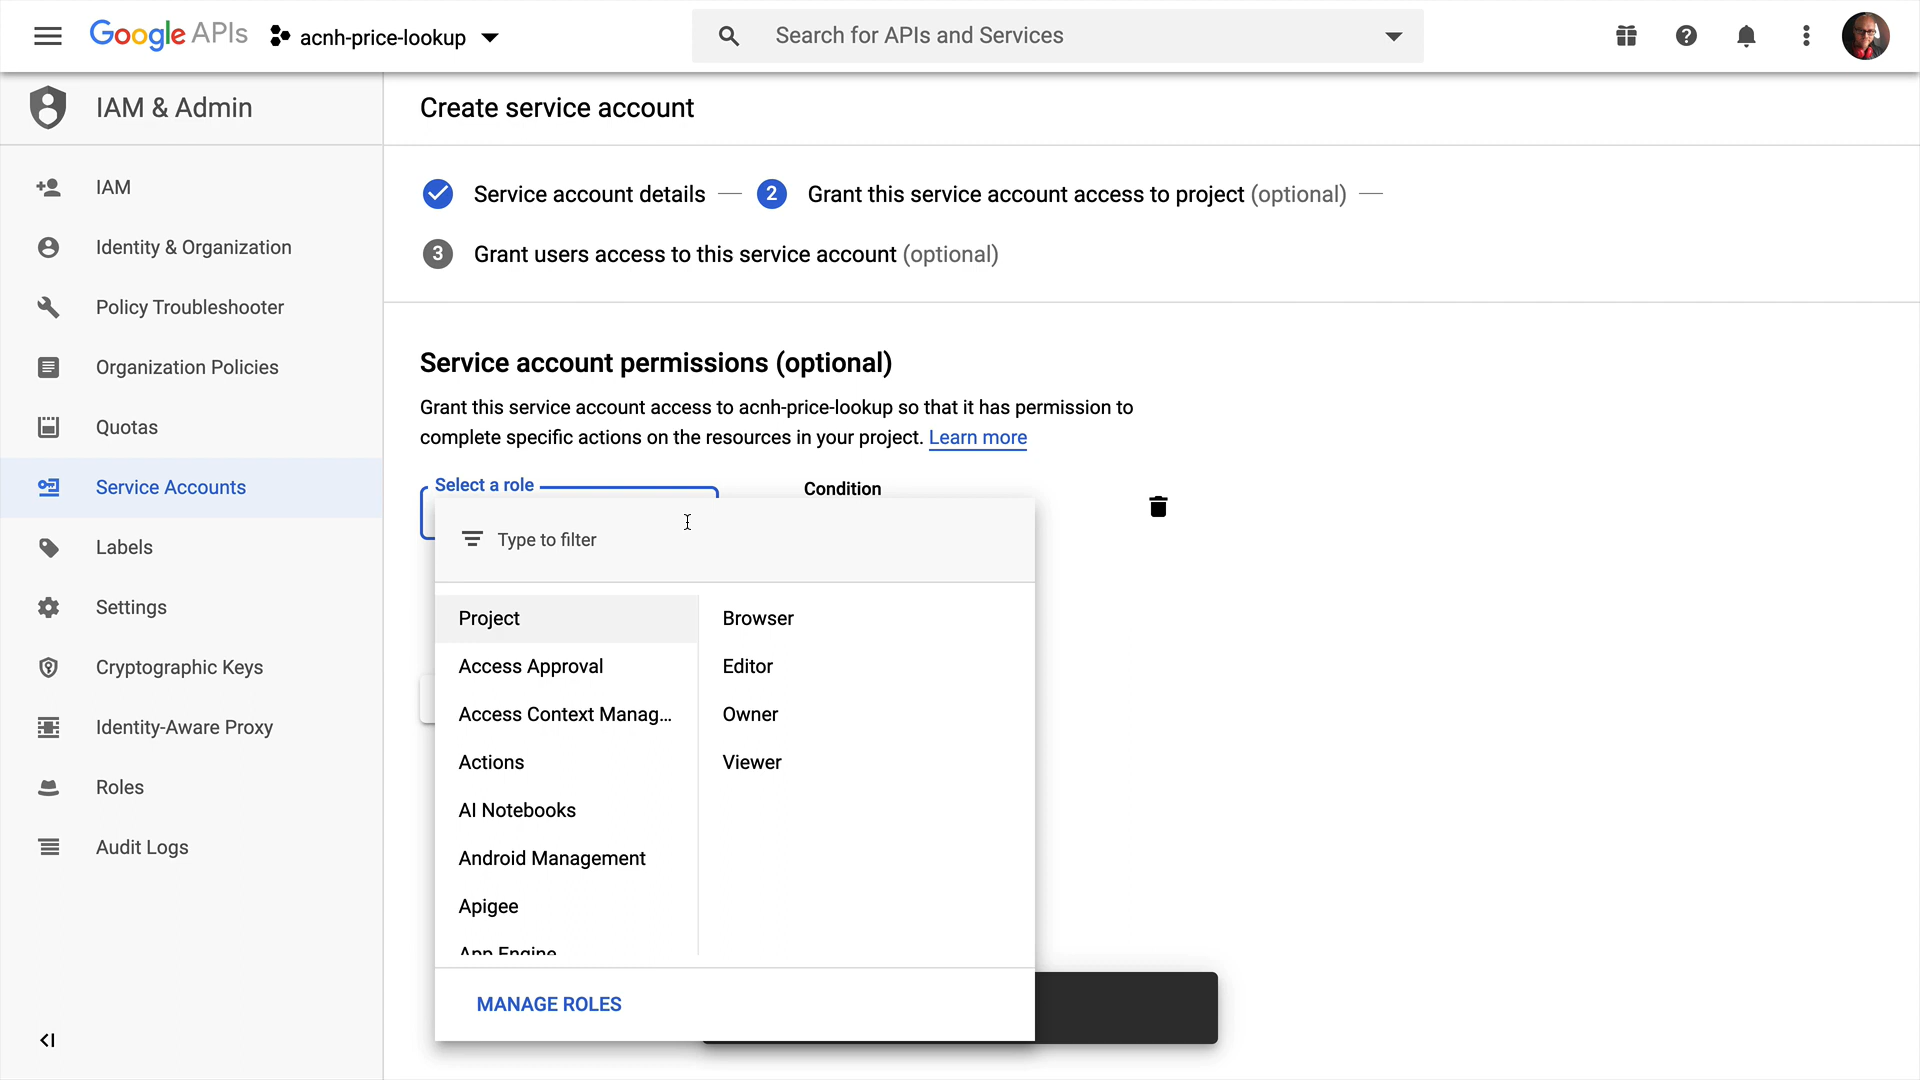 Google APIs
acnh-price-lookup
Search for APIs and Services
IAM & Admin
IAM
Identity & Organization
Policy Troubleshooter
Organization Policies
Quotas
Service Accounts
Labels
Settings
Cryptographic Keys
Identity-Aware Proxy
Roles
Audit Logs
Create service account
Service account details
2 Grant this service account access to project (optional)
3 Grant users access to this service account (optional)
Service account permissions (optional)
Grant this service account access to acnh-price-lookup so that it has permission to
complete specific actions on the resources in your project. Learn more
Select a role
Condition
Type to filter
Project
Access Approval
Access Context Manag...
Actions
AI Notebooks
Android Management
Apigee
App Engine
Browser
Editor
Owner
Viewer
MANAGE ROLES